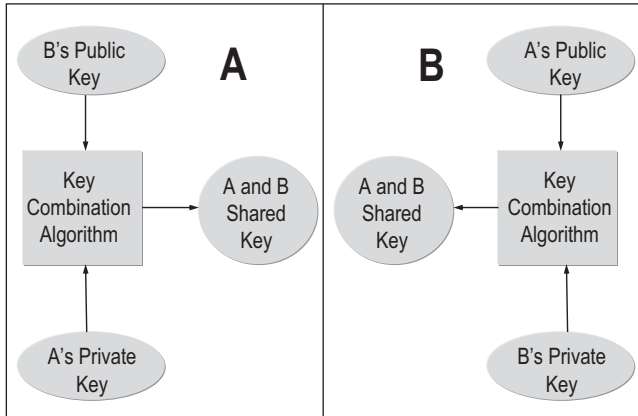 B's Public
Key
A
Key
Combination
Algorithm
A and B
Shared
Key
A's Private
Key
B
A's Public
Key
A and B
Shared
Key
Key
Combination
Algorithm
B's Private
Key